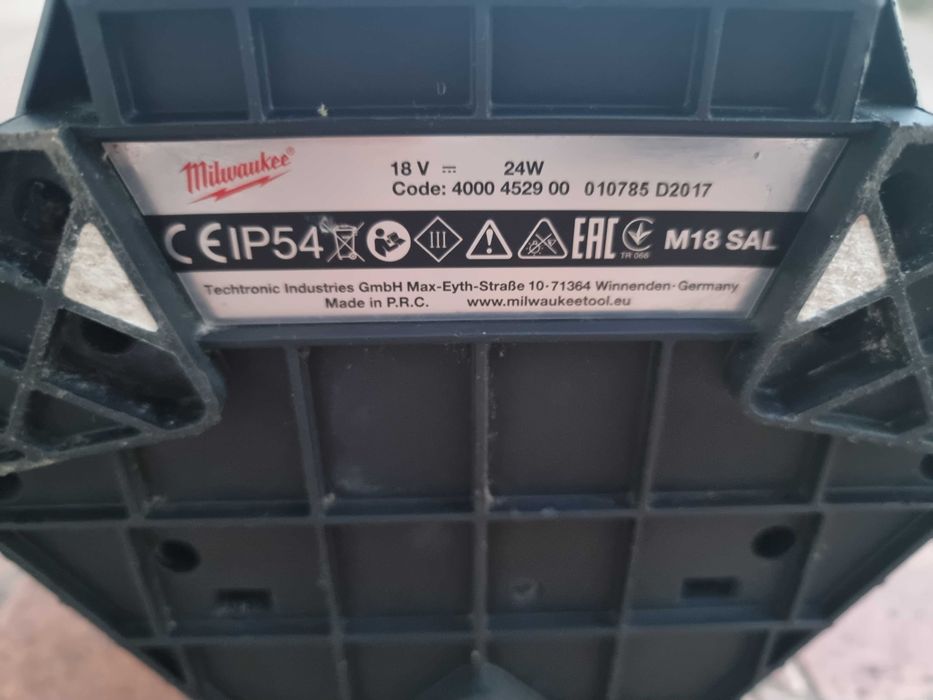 D
Milwaukee®
18 V ⎓ 24W
Code: 4000 4529 00 010785 D2017
CE IP54 III EAC TR 066 M18 SAL
Techtronic Industries GmbH Max-Eyth-Straße 10·71364 Winnenden·Germany
Made in P.R.C. www.milwaukeetool.eu